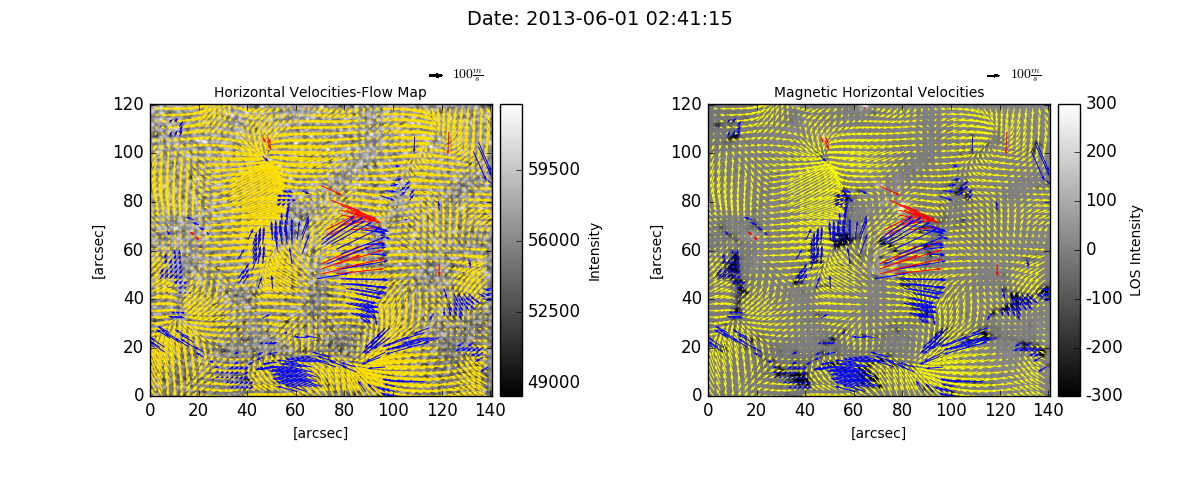 Date: 2013-06-01 02:41:15
100 m/s
Horizontal Velocities-Flow Map
120
100
80
60
40
20
0
[arcsec]
0 20 40 60 80 100 120 140
[arcsec]
59500
56000
52500
49000
Intensity
100 m/s
Magnetic Horizontal Velocities
120
100
80
60
40
20
0
[arcsec]
0 20 40 60 80 100 120 140
[arcsec]
300
200
100
0
-100
-200
-300
LOS Intensity